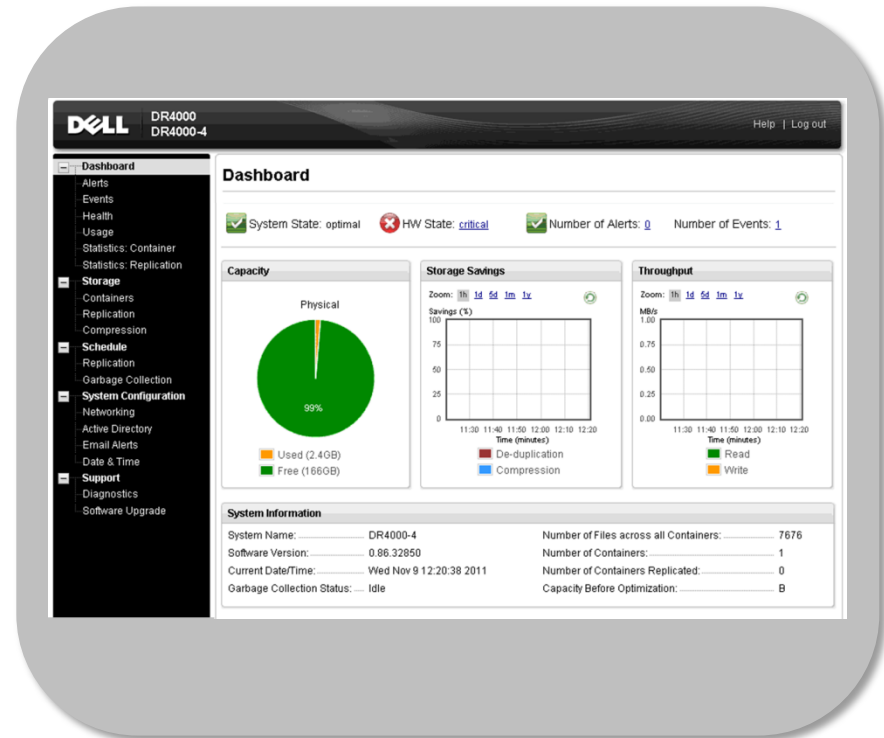 DELL
DR4000
DR4000-4
Help | Log out
Dashboard
Alerts
Events
Health
Usage
Statistics: Container
Statistics: Replication
Storage
Containers
Replication
Compression
Schedule
Replication
Garbage Collection
System Configuration
Networking
Active Directory
Email Alerts
Date & Time
Support
Diagnostics
Software Upgrade
Dashboard
System State: optimal HW State: critical Number of Alerts: 0 Number of Events: 1
Capacity
Physical
99%
Used (2.4GB)
Free (166GB)
Storage Savings
Zoom: 1h 1d 5d 1m 1y
Savings (%)
100
75
50
25
0
11:30 11:40 11:50 12:00 12:10 12:20
Time (minutes)
De-duplication
Compression
Throughput
Zoom: 1h 1d 5d 1m 1y
MB/s
1.00
0.75
0.50
0.25
0.00
11:30 11:40 11:50 12:00 12:10 12:20
Time (minutes)
Read
Write
System Information
System Name: DR4000-4
Software Version: 0.86.32850
Current Date/Time: Wed Nov 9 12:20:38 2011
Garbage Collection Status: Idle
Number of Files across all Containers: 7676
Number of Containers: 1
Number of Containers Replicated: 0
Capacity Before Optimization: B